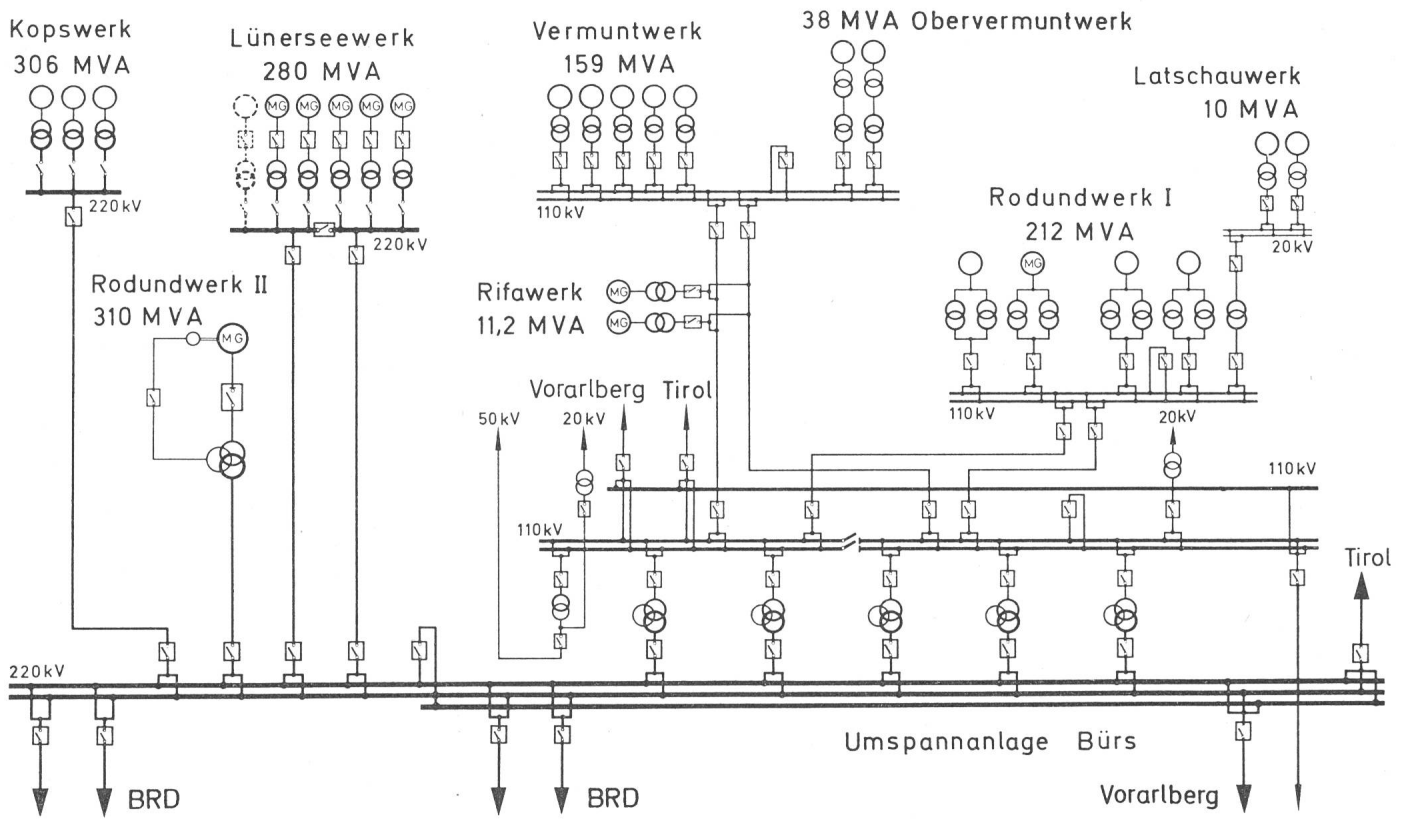 Kopswerk
306 MVA
Lünerseewerk
280 MVA
Vermuntwerk
159 MVA
38 MVA Obervermuntwerk
Latschauwerk
10 MVA
MG
MG
MG
MG
MG
220kV
220kV
110kV
Rodundwerk I
212 MVA
20kV
Rodundwerk II
310 MVA
MG
Rifawerk
11,2 MVA
MG
MG
MG
110kV
Vorarlberg
Tirol
50kV
20kV
20kV
110kV
110kV
Tirol
220kV
Umspannanlage Bürs
BRD
BRD
Vorarlberg